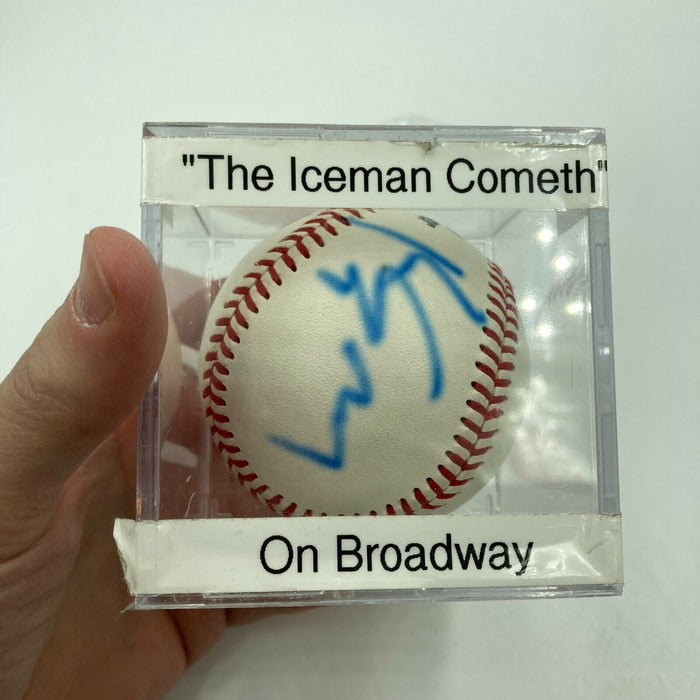 "The Iceman Cometh"
On Broadway